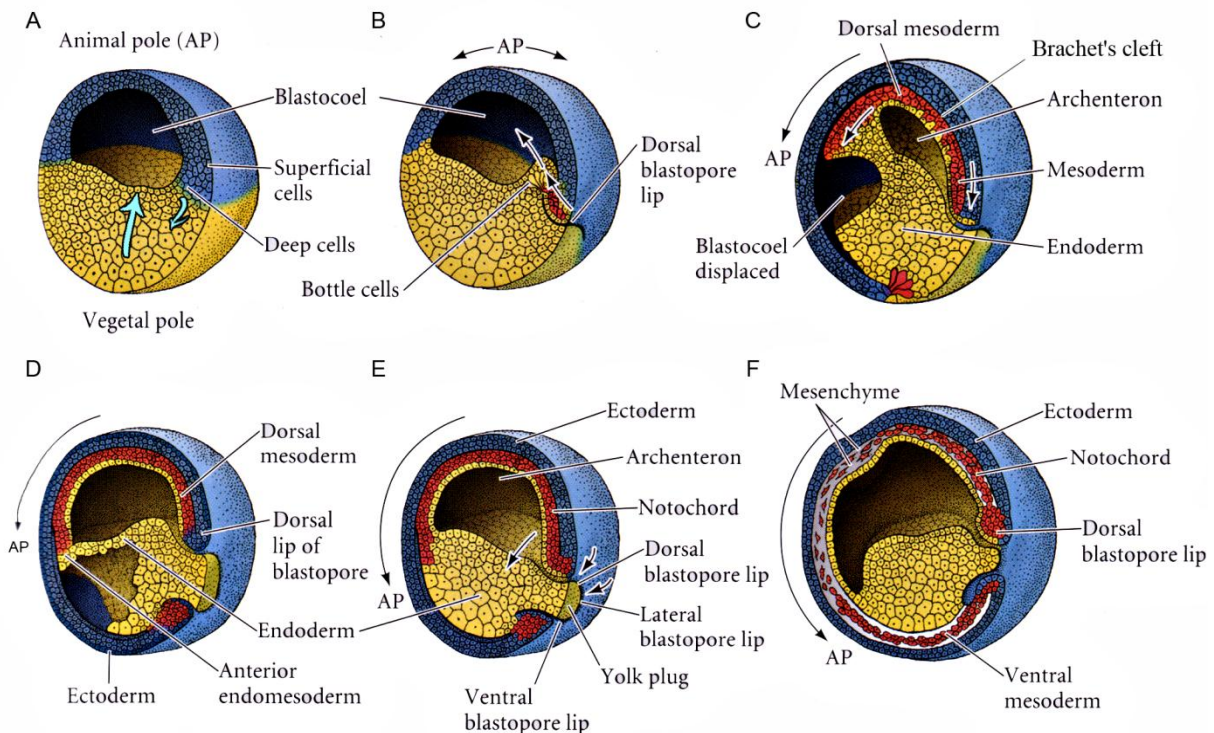 A
Animal pole (AP)
Blastocoel
Superficial
cells
Deep cells
Vegetal pole
B
AP
Dorsal
blastopore
lip
Bottle cells
C
Dorsal mesoderm
Brachet's cleft
Archenteron
AP
Mesoderm
Blastocoel
displaced
Endoderm
D
Dorsal
mesoderm
AP
Dorsal
lip of
blastopore
Endoderm
Anterior
endomesoderm
Ectoderm
E
Ectoderm
Archenteron
Notochord
Dorsal
blastopore lip
AP
Lateral
blastopore lip
Yolk plug
Ventral
blastopore lip
F
Mesenchyme
Ectoderm
Notochord
Dorsal
blastopore lip
AP
Ventral
mesoderm